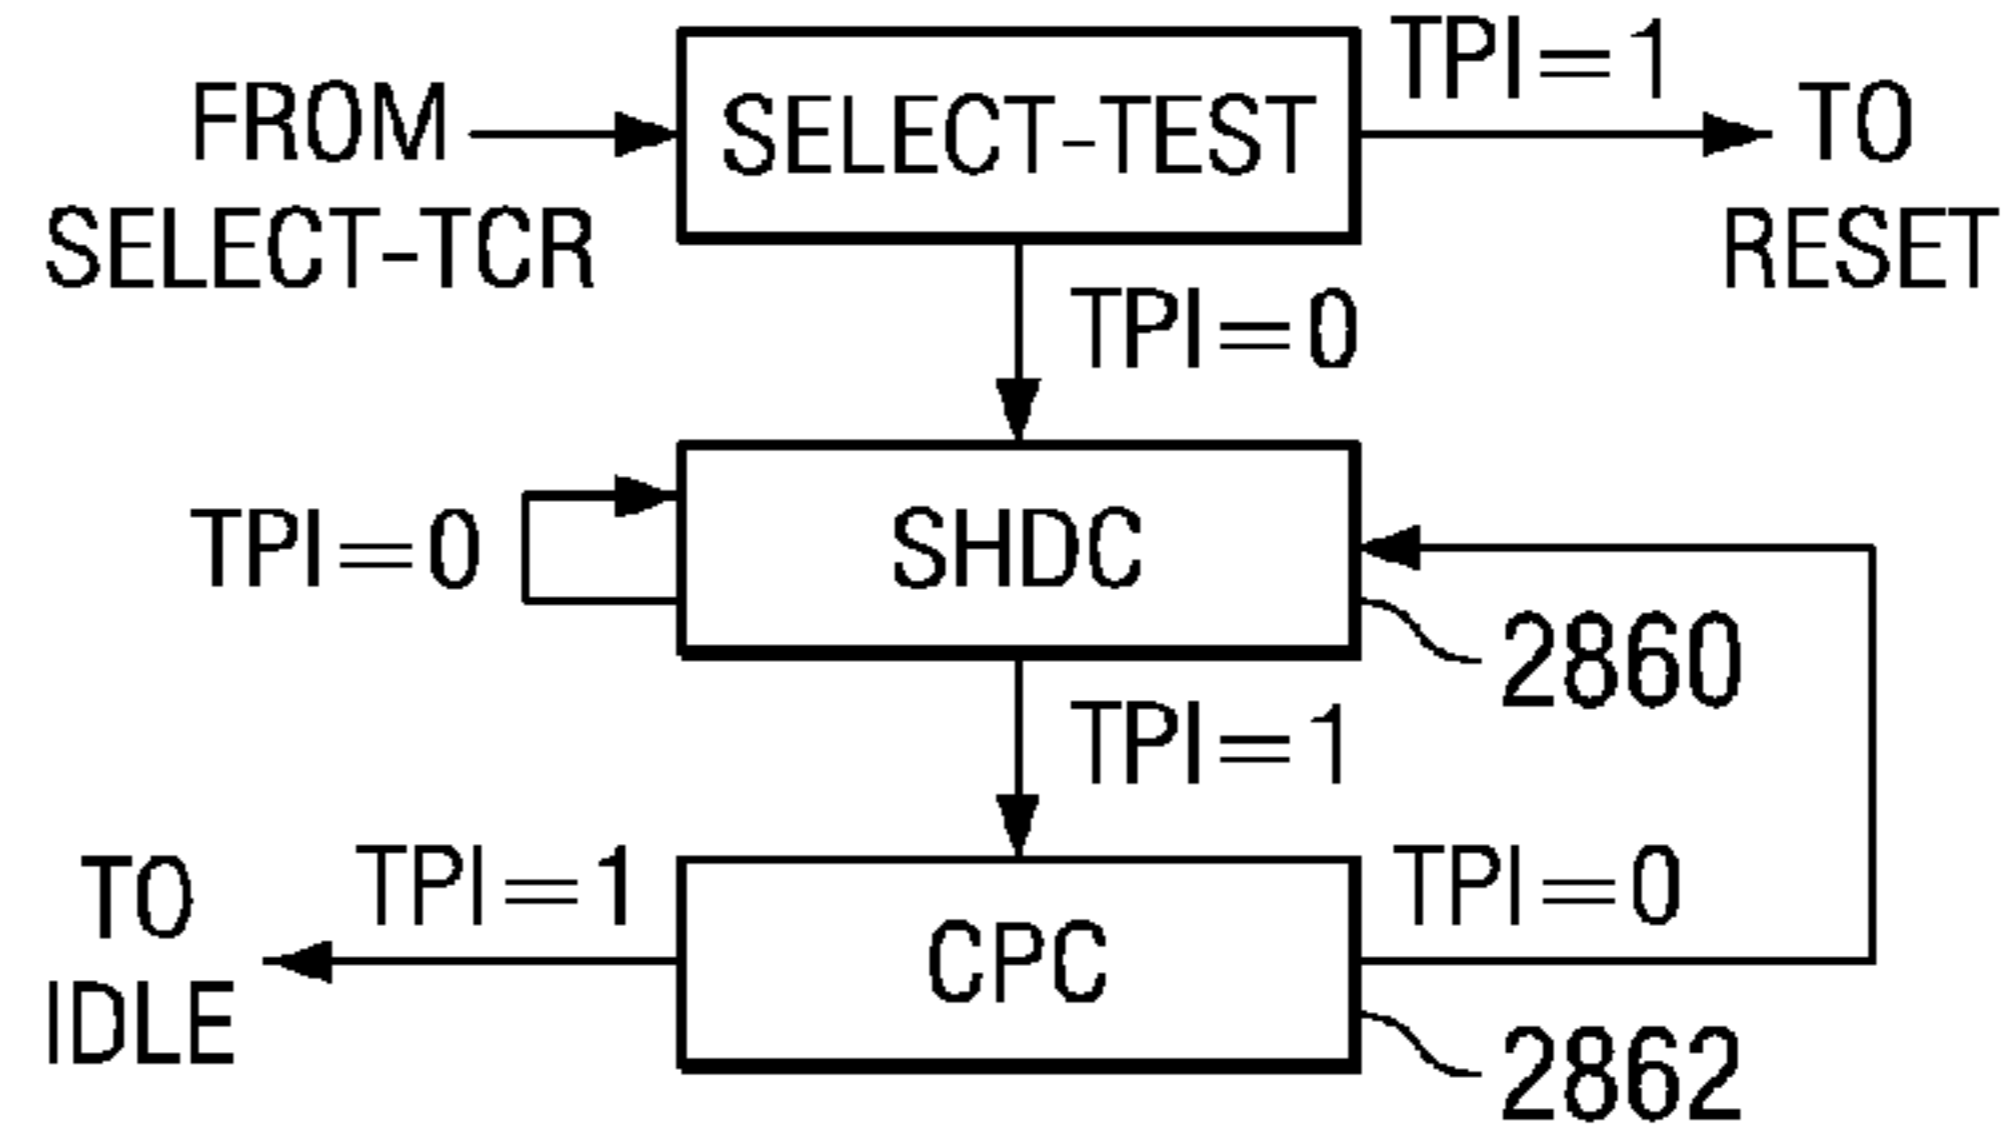 TPI=1
FROM
SELECT-TCR
SELECT-TEST
TO
RESET
TPI=0
TPI=0
SHDC
2860
TPI=1
TO
IDLE
TPI=1
CPC
TPI=0
2862